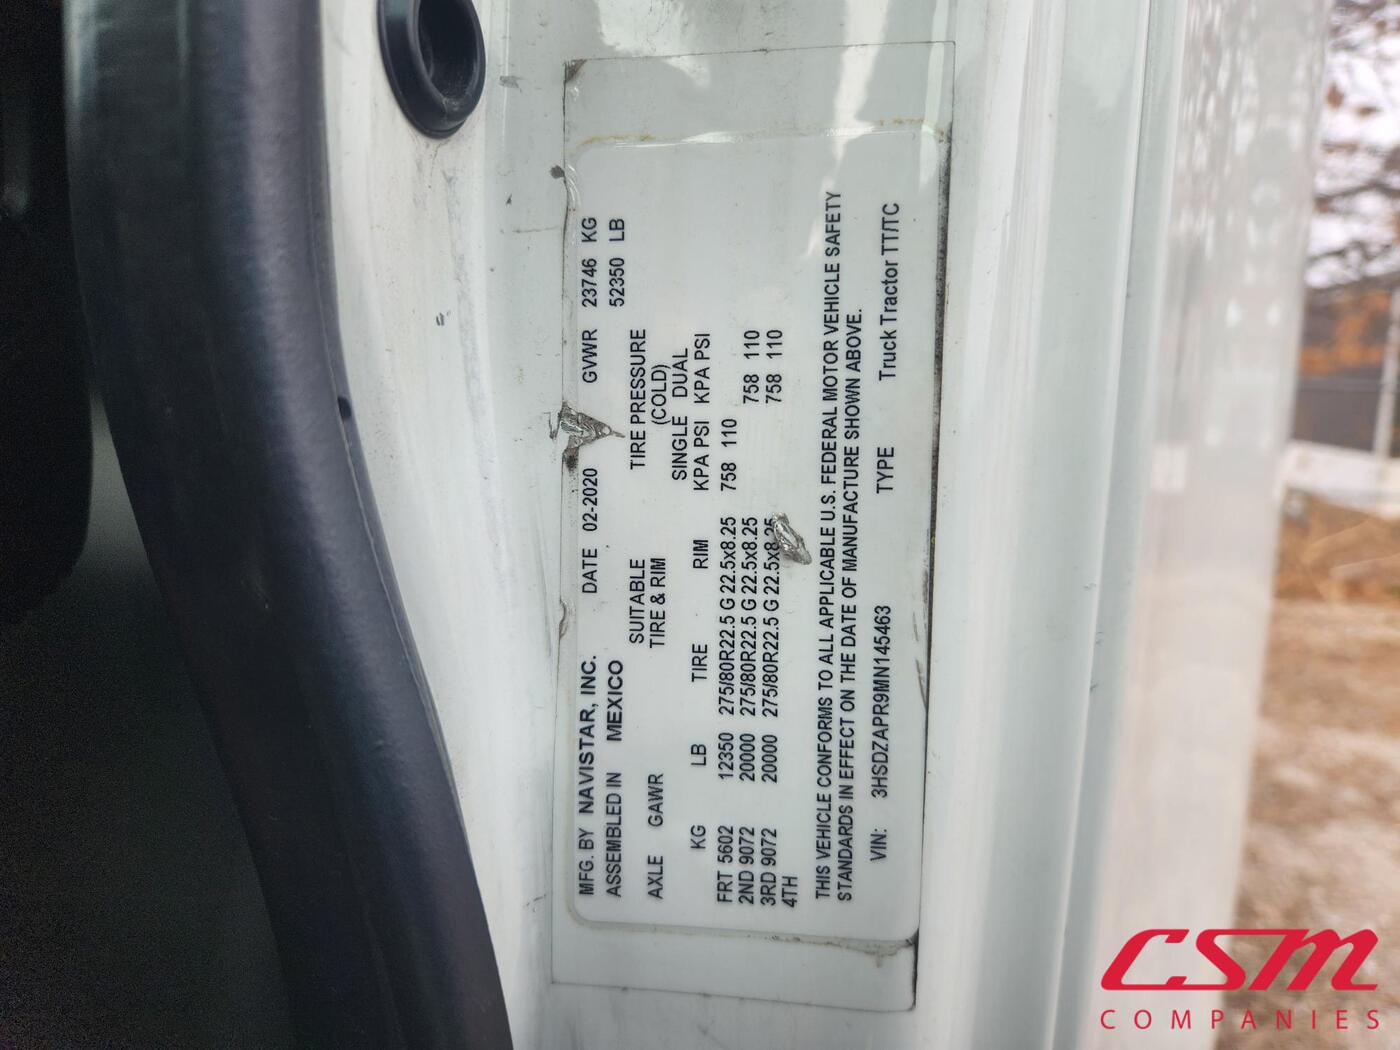 MFG. BY NAVISTAR, INC. DATE 02-2020 GVWR 23746 KG
ASSEMBLED IN MEXICO 52350 LB
SUITABLE TIRE PRESSURE
AXLE GAWR TIRE & RIM (COLD)
SINGLE DUAL
KG LB TIRE RIM KPA PSI KPA PSI
FRT 5602 12350 275/80R22.5 G 22.5x8.25 758 110
2ND 9072 20000 275/80R22.5 G 22.5x8.25 758 110
3RD 9072 20000 275/80R22.5 G 22.5x8.25 758 110
4TH
THIS VEHICLE CONFORMS TO ALL APPLICABLE U.S. FEDERAL MOTOR VEHICLE SAFETY
STANDARDS IN EFFECT ON THE DATE OF MANUFACTURE SHOWN ABOVE.
VIN: 3HSDZAPR9MN145463 TYPE Truck Tractor TT/TC
CSM
COMPANIES